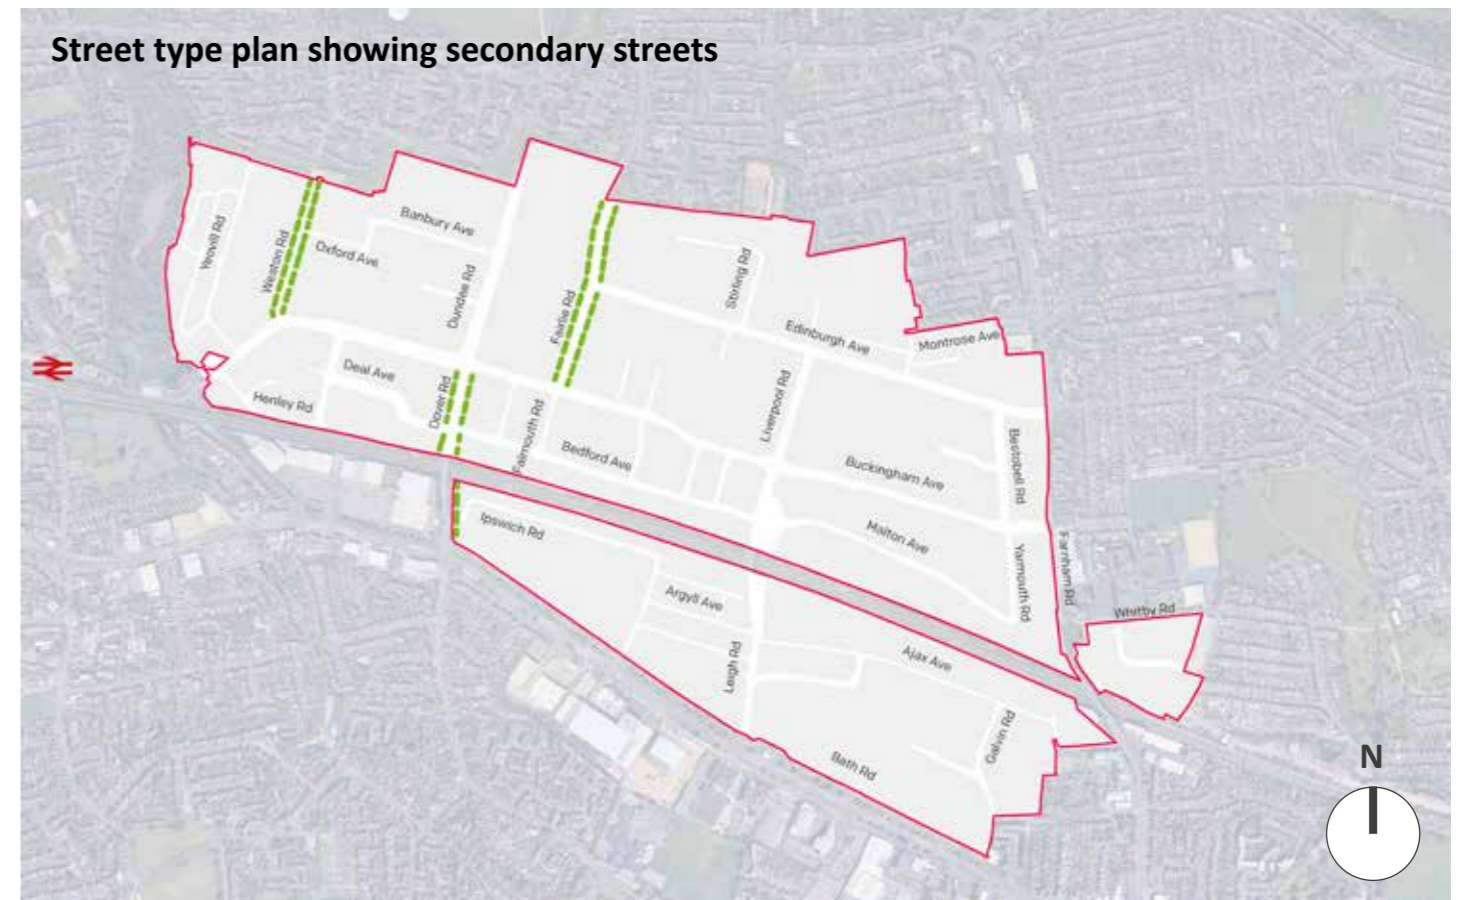 Street type plan showing secondary streets
Banbury Ave
Yeovill Rd
Weston Rd
Oxford Ave
Dundee Rd
Fairlie Rd
Stirling Rd
Edinburgh Ave
Montrose Ave
Deal Ave
Henley Rd
Dover Rd
Falmouth Rd
Bedford Ave
Liverpool Rd
Buckingham Ave
Bestobell Rd
Ipswich Rd
Malton Ave
Yarmouth Rd
Farnham Rd
Argyll Ave
Whitby Rd
Leigh Rd
Ajax Ave
Galvin Rd
Bath Rd
N